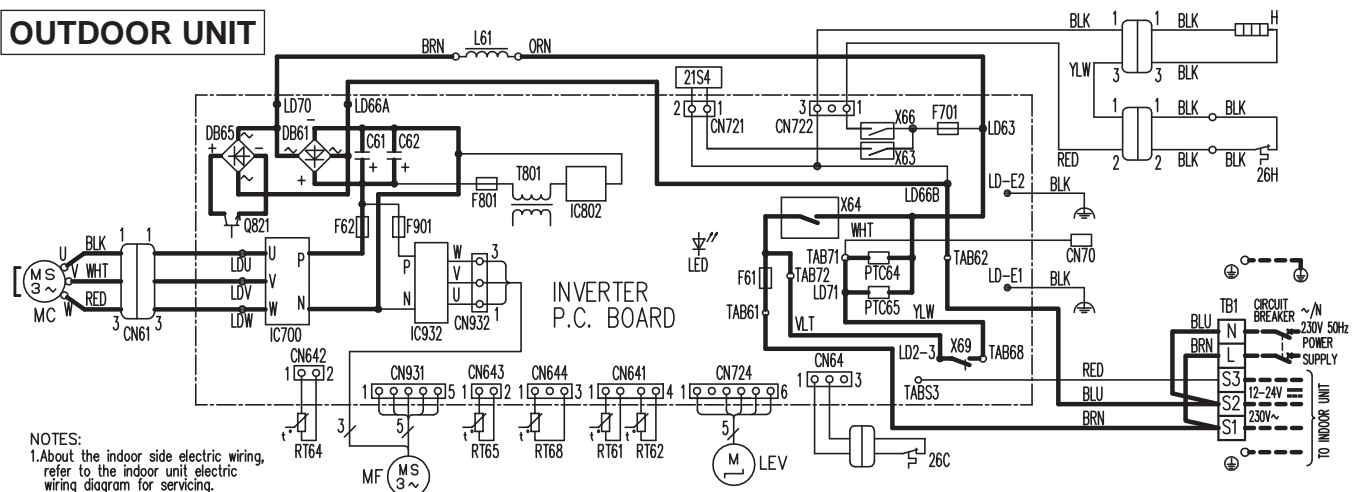 OUTDOOR UNIT
BRN
L61
ORN
BLK
1
1
BLK
H
YLW
3
3
BLK
21S4
2
1
CN721
3
1
CN722
X66
F701
LD63
X63
1
1
BLK
BLK
RED
2
2
BLK
BLK
26H
LD70
LD66A
DB65
+
~
-
~
DB61
-
~
~
+
C61
+
C62
+
Q821
F801
T801
IC802
F62
F901
LD66B
LD-E2
BLK
X64
WHT
CN70
LED
TAB71
TAB72
PTC64
LD71
PTC65
TAB62
LD-E1
BLK
F61
TAB61
VLT
YLW
LD2-3
X69
TAB68
U
BLK
1
1
LDU
U
P
MS
3~
V
WHT
LDV
V
RED
W
MC
3
3
CN61
LDW
W
N
IC700
P
N
IC932
W
V
U
3
1
CN932
INVERTER
P.C. BOARD
TB1
CIRCUIT
BREAKER
~/N
230V 50Hz
POWER
SUPPLY
BLU
N
BRN
L
RED
S3
12-24V
BLU
S2
230V~
BRN
S1
TO INDOOR UNIT
CN642
1
2
t°
RT64
CN931
1
5
3
5
MF
MS
3~
CN643
1
2
t°
RT65
CN644
1
3
t°
RT68
CN641
1
4
t°
RT61
t°
RT62
CN724
1
6
5
M
LEV
CN64
1
3
26C
TABS3
NOTES:
1.About the indoor side electric wiring,
refer to the indoor unit electric
wiring diagram for servicing.